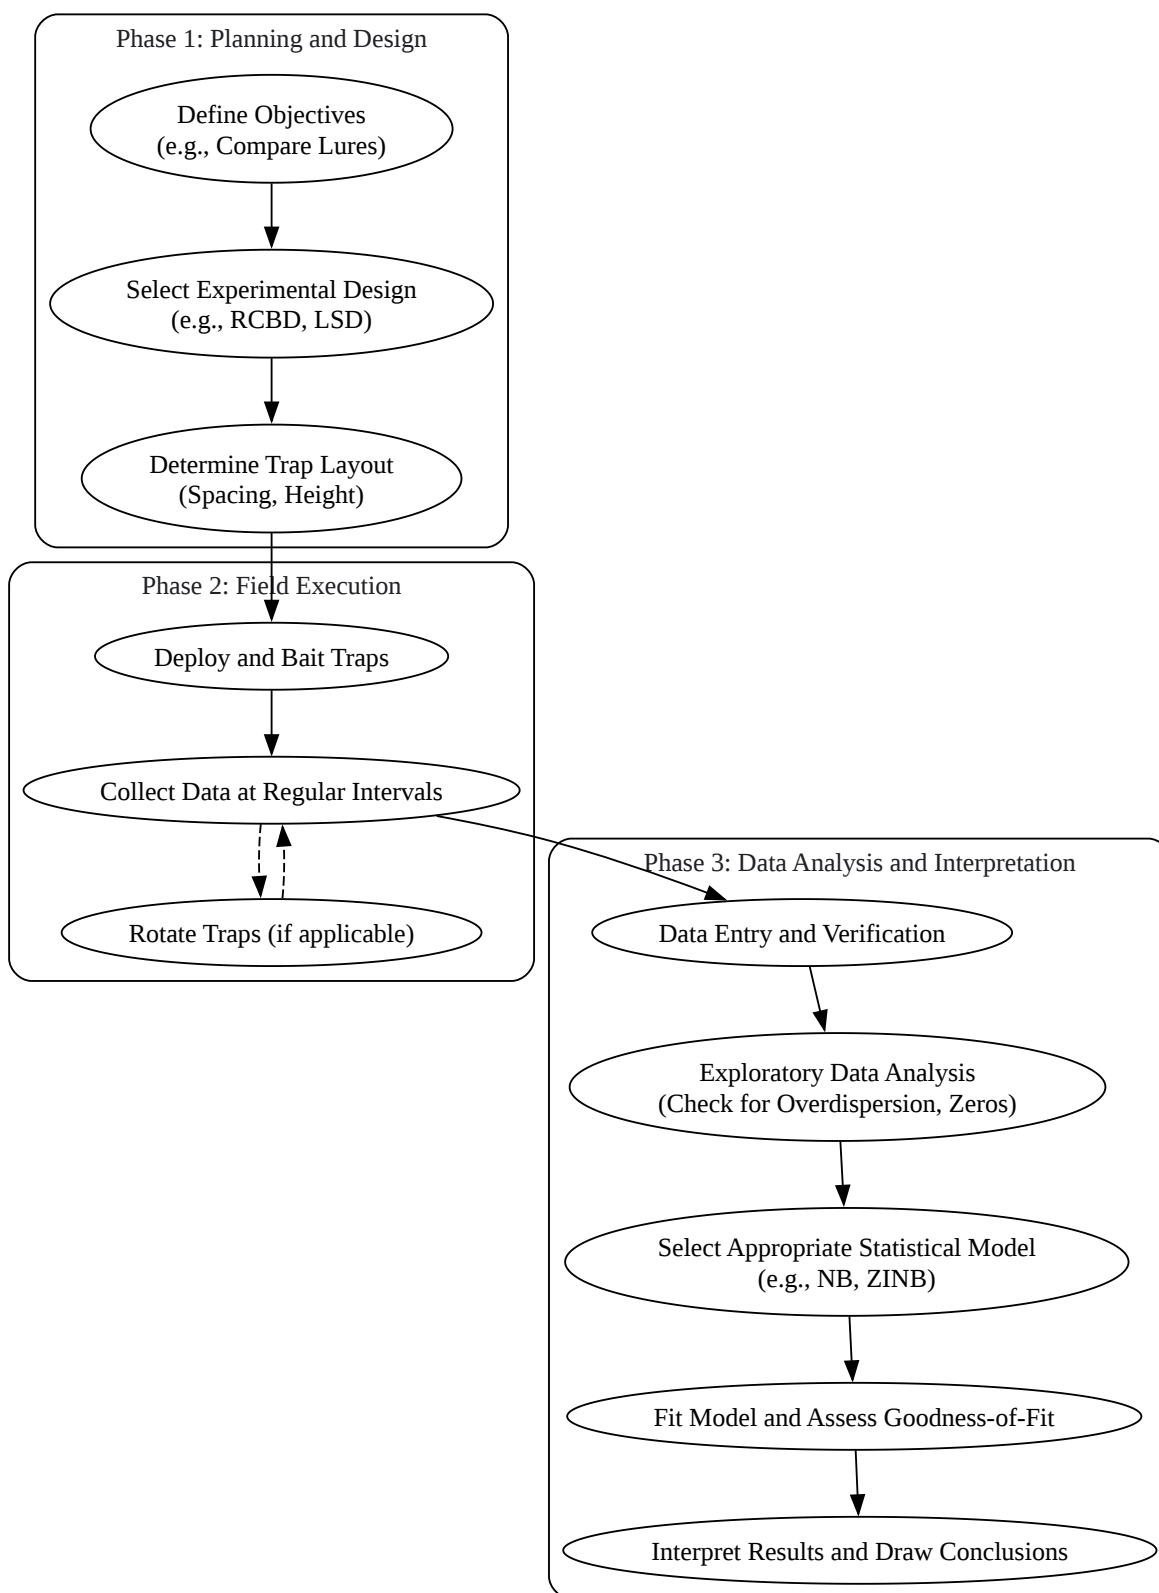 Phase 1: Planning and Design
Define Objectives
(e.g., Compare Lures)
Select Experimental Design
(e.g., RCBD, LSD)
Determine Trap Layout
(Spacing, Height)
Phase 2: Field Execution
Deploy and Bait Traps
Collect Data at Regular Intervals
Rotate Traps (if applicable)
Phase 3: Data Analysis and Interpretation
Data Entry and Verification
Exploratory Data Analysis
(Check for Overdispersion, Zeros)
Select Appropriate Statistical Model
(e.g., NB, ZINB)
Fit Model and Assess Goodness-of-Fit
Interpret Results and Draw Conclusions